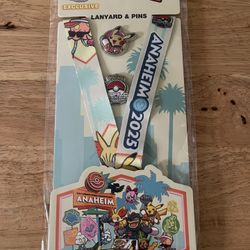 EXCLUSIVE
LANYARD & PINS
ANAHEIM 2025
ANAHEIM